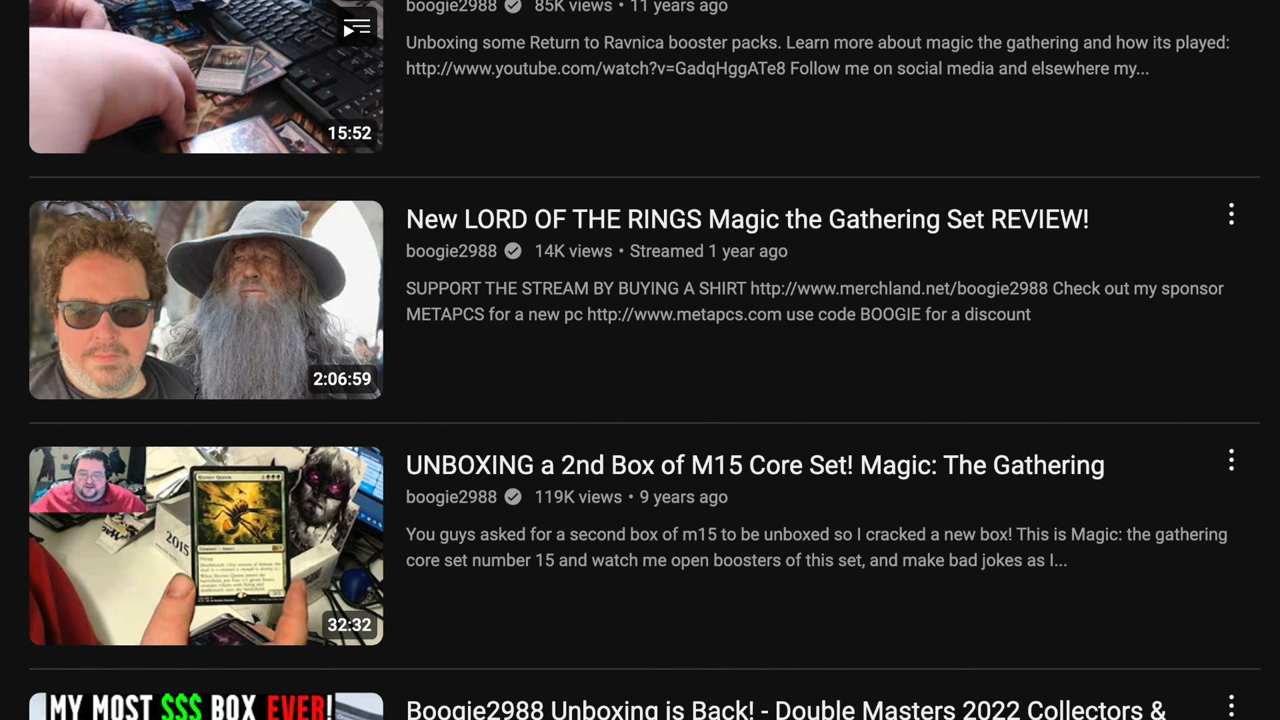 boogie2988 85K views • 11 years ago
Unboxing some Return to Ravnica booster packs. Learn more about magic the gathering and how its played:
http://www.youtube.com/watch?v=GadqHggATe8 Follow me on social media and elsewhere my...
15:52
New LORD OF THE RINGS Magic the Gathering Set REVIEW!
boogie2988 14K views • Streamed 1 year ago
SUPPORT THE STREAM BY BUYING A SHIRT http://www.merchland.net/boogie2988 Check out my sponsor
METAPCS for a new pc http://www.metapcs.com use code BOOGIE for a discount
2:06:59
UNBOXING a 2nd Box of M15 Core Set! Magic: The Gathering
boogie2988 119K views • 9 years ago
You guys asked for a second box of m15 to be unboxed so I cracked a new box! This is Magic: the gathering
core set number 15 and watch me open boosters of this set, and make bad jokes as I...
Hornet Queen
2015
32:32
MY MOST $$$ BOX EVER!
Boogie2988 Unboxing is Back! - Double Masters 2022 Collectors &